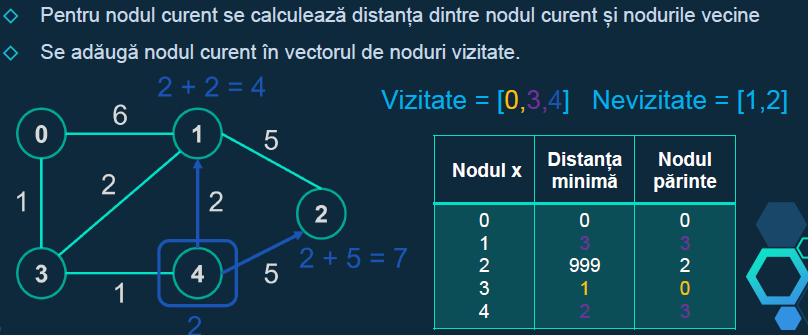 Pentru nodul curent se calculează distanța dintre nodul curent și nodurile vecine
Se adăugă nodul curent în vectorul de noduri vizitate.
2 + 2 = 4
Vizitate = [0,3,4] Nevizitate = [1,2]
0
6
1
5
1
2
2
2
3
1
4
5
2 + 5 = 7
2
Nodul x Distanța minimă Nodul părinte
0 0 0
1 3 3
2 999 2
3 1 0
4 2 3